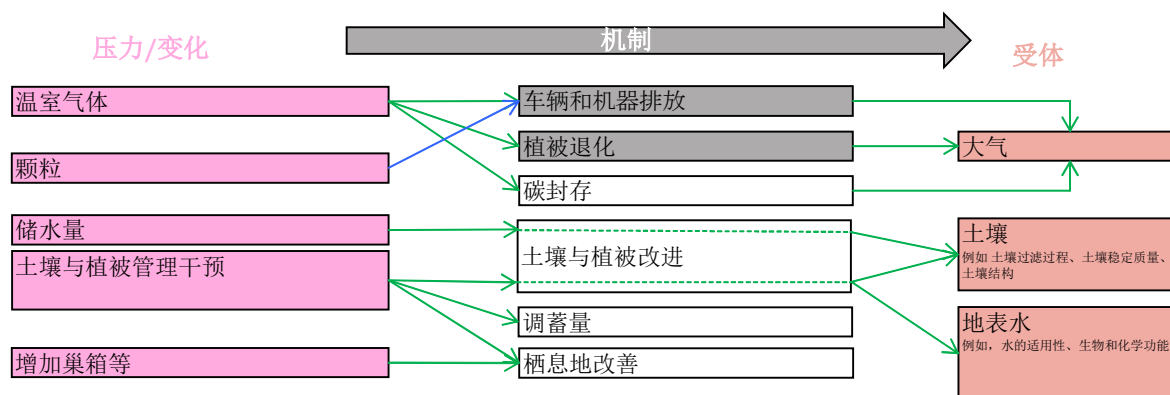 压力/变化
机制
受体
温室气体
颗粒
储水量
土壤与植被管理干预
增加巢箱等
车辆和机器排放
植被退化
碳封存
土壤与植被改进
调蓄量
栖息地改善
大气
土壤
例如 土壤过滤过程、土壤稳定质量、
土壤结构
地表水
例如，水的适用性、生物和化学功能